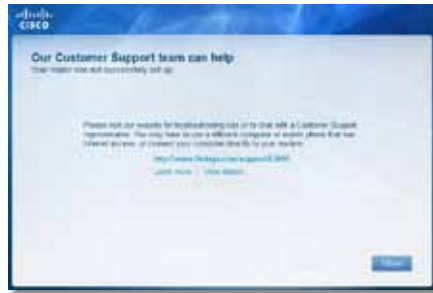 CISCO
Our Customer Support team can help
Your router was not successfully set up.
Please visit our website for troubleshooting tips or to chat with a Customer Support
representative. You may have to use a different computer or mobile phone that has
Internet access, or connect your computer directly to your modem.
Learn more | View details